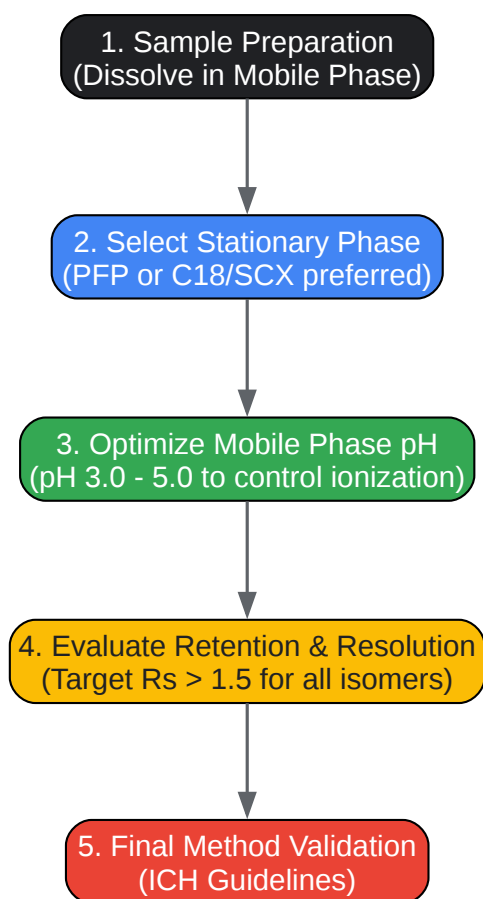 1. Sample Preparation
(Dissolve in Mobile Phase)
2. Select Stationary Phase
(PFP or C18/SCX preferred)
3. Optimize Mobile Phase pH
(pH 3.0 - 5.0 to control ionization)
4. Evaluate Retention & Resolution
(Target Rs > 1.5 for all isomers)
5. Final Method Validation
(ICH Guidelines)